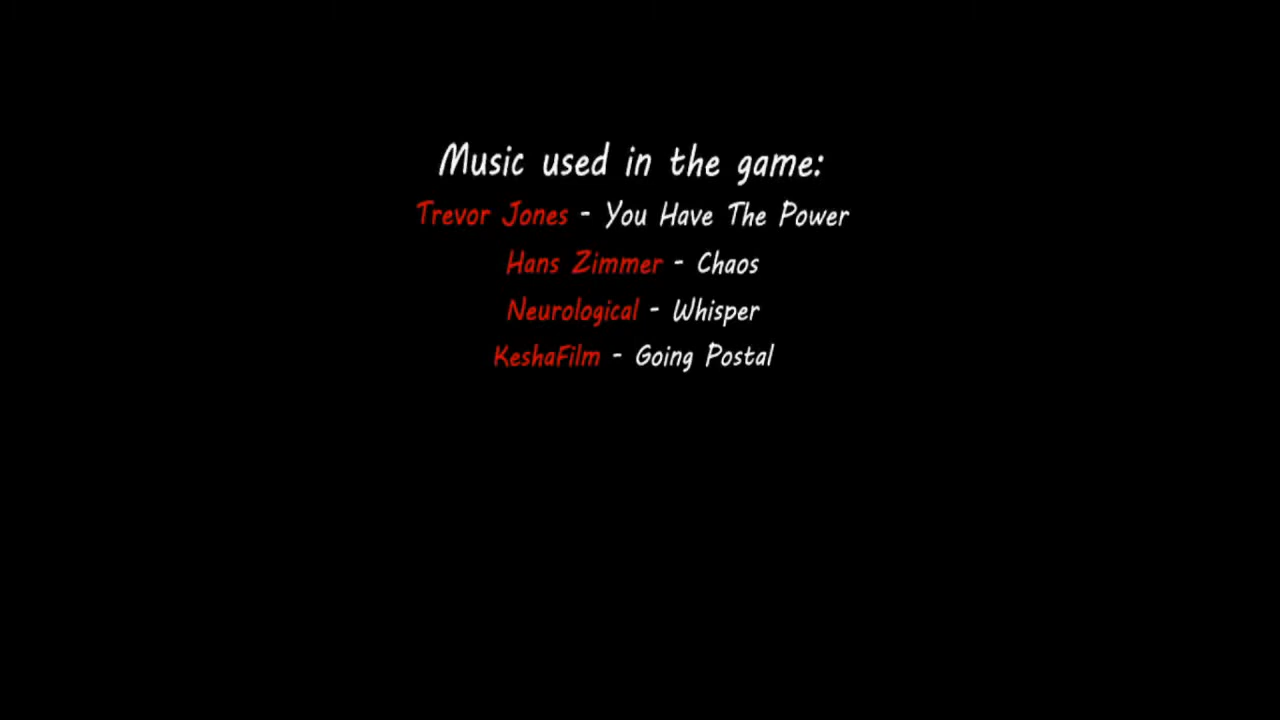 Music used in the game:
Trevor Jones - You Have The Power
Hans Zimmer - Chaos
Neurological - Whisper
KeshaFilm - Going Postal